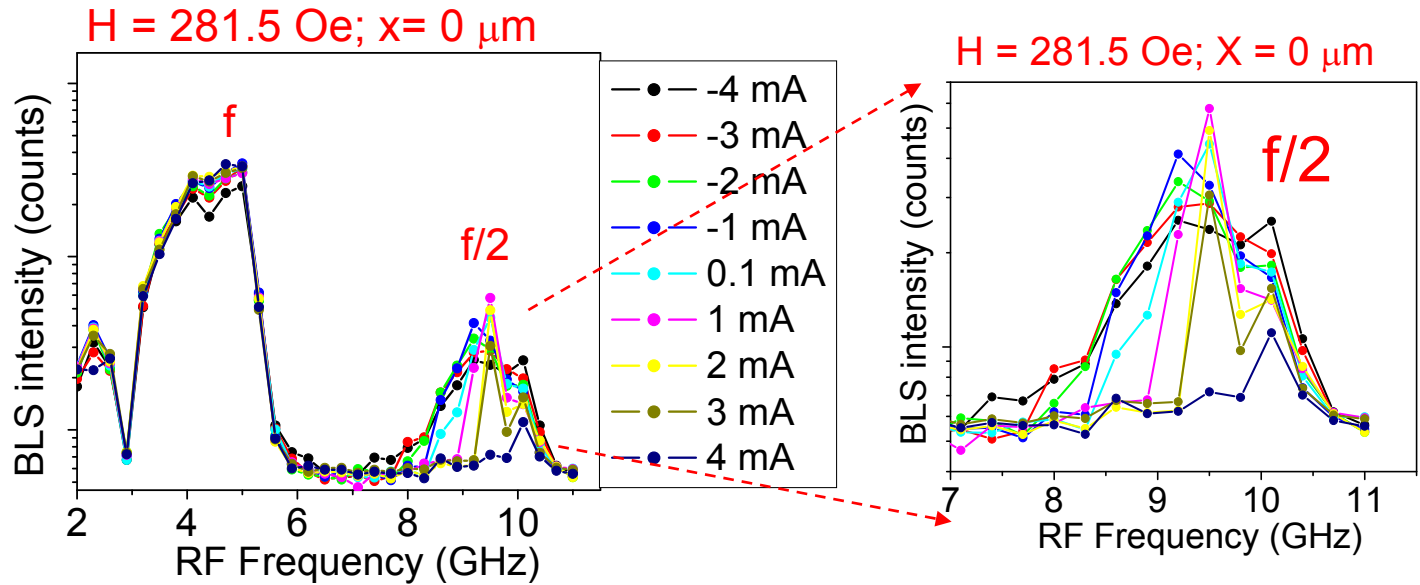 H = 281.5 Oe; x= 0 μm
BLS intensity (counts)
f
f/2
2 4 6 8 10
RF Frequency (GHz)
-4 mA
-3 mA
-2 mA
-1 mA
0.1 mA
1 mA
2 mA
3 mA
4 mA
H = 281.5 Oe; X = 0 μm
BLS intensity (counts)
f/2
7 8 9 10 11
RF Frequency (GHz)